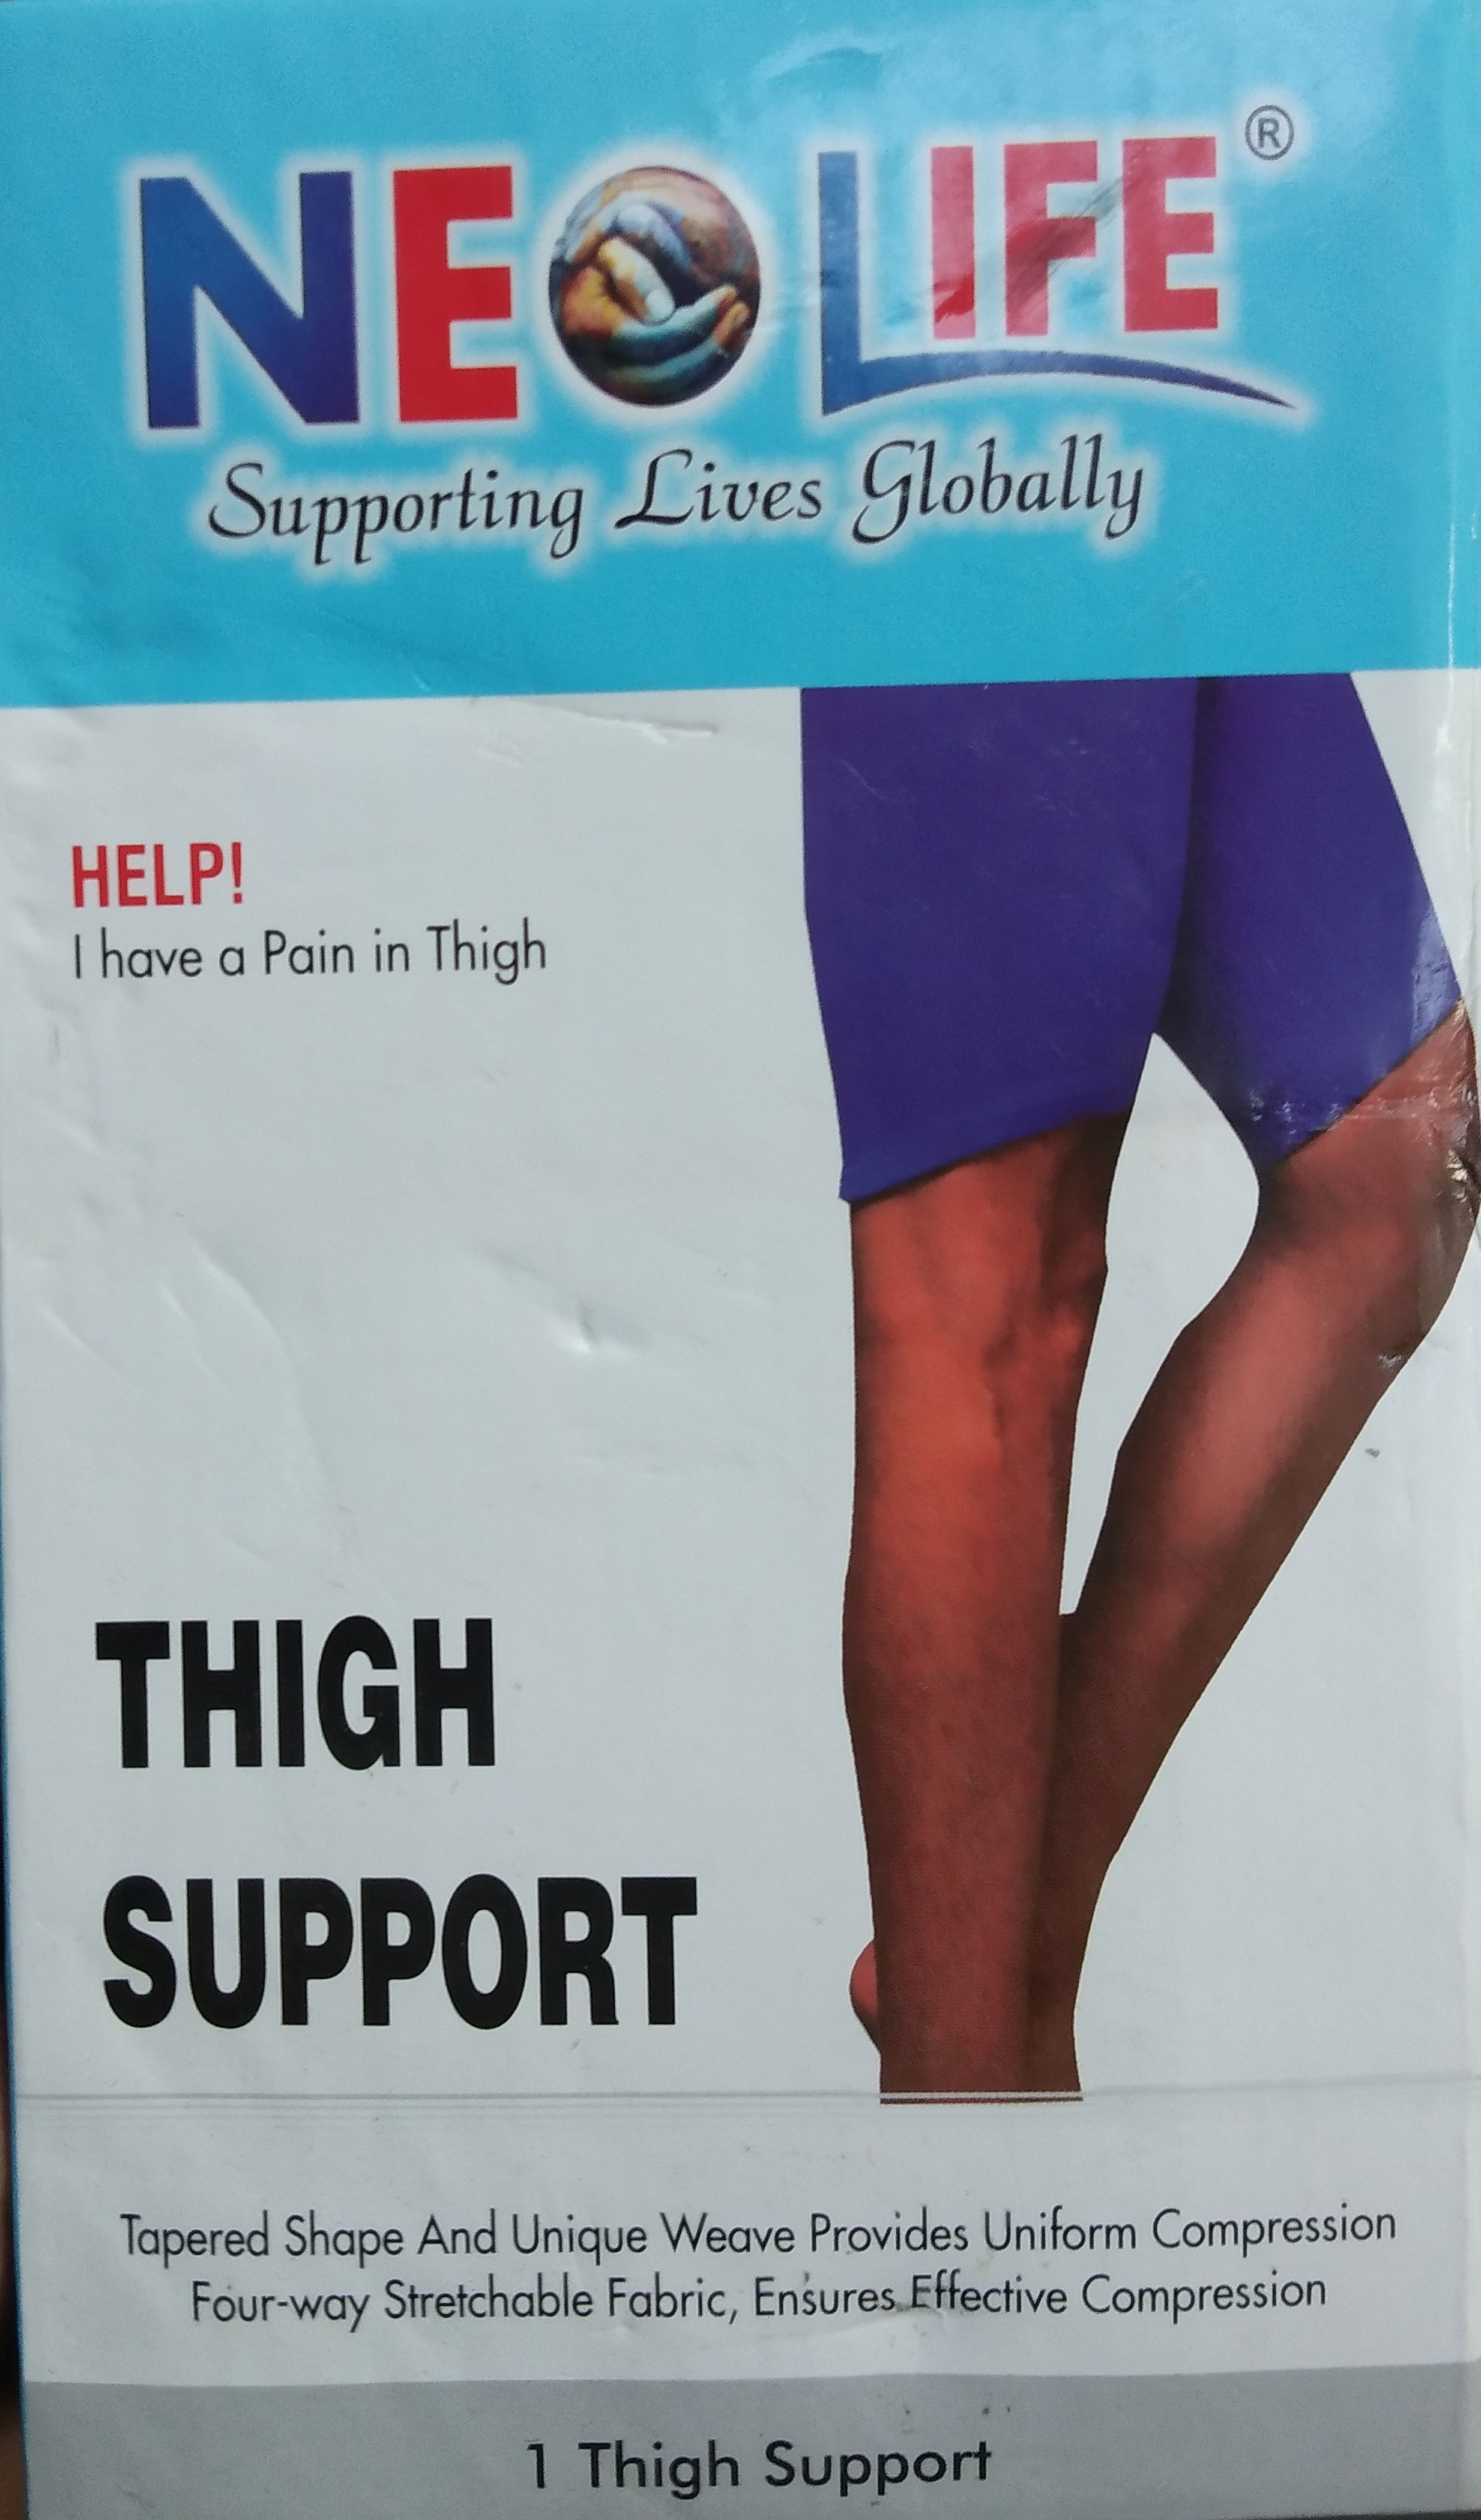 NEOLIFE®
Supporting Lives Globally
HELP!
I have a Pain in Thigh
THIGH
SUPPORT
Tapered Shape And Unique Weave Provides Uniform Compression
Four-way Stretchable Fabric, Ensures Effective Compression
1 Thigh Support